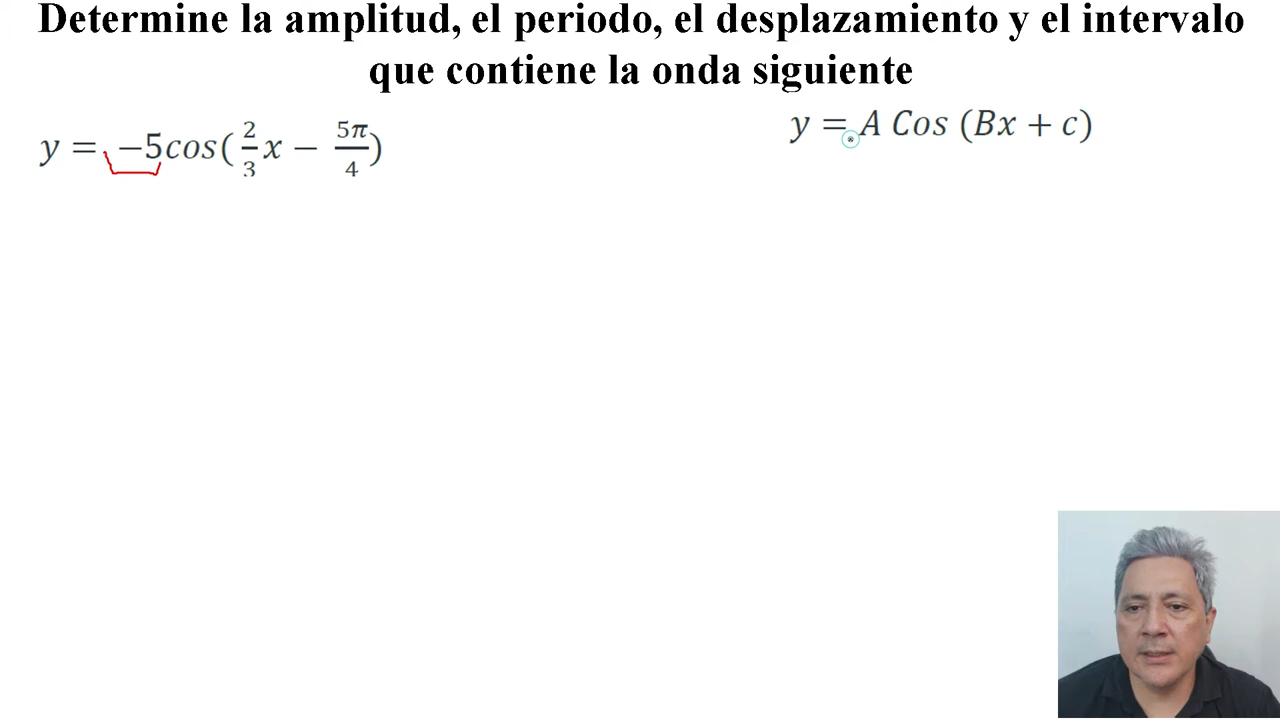 Determine la amplitud, el periodo, el desplazamiento y el intervalo
que contiene la onda siguiente
y = −5cos(2/3 x − 5π/4)
y = A Cos (Bx + c)